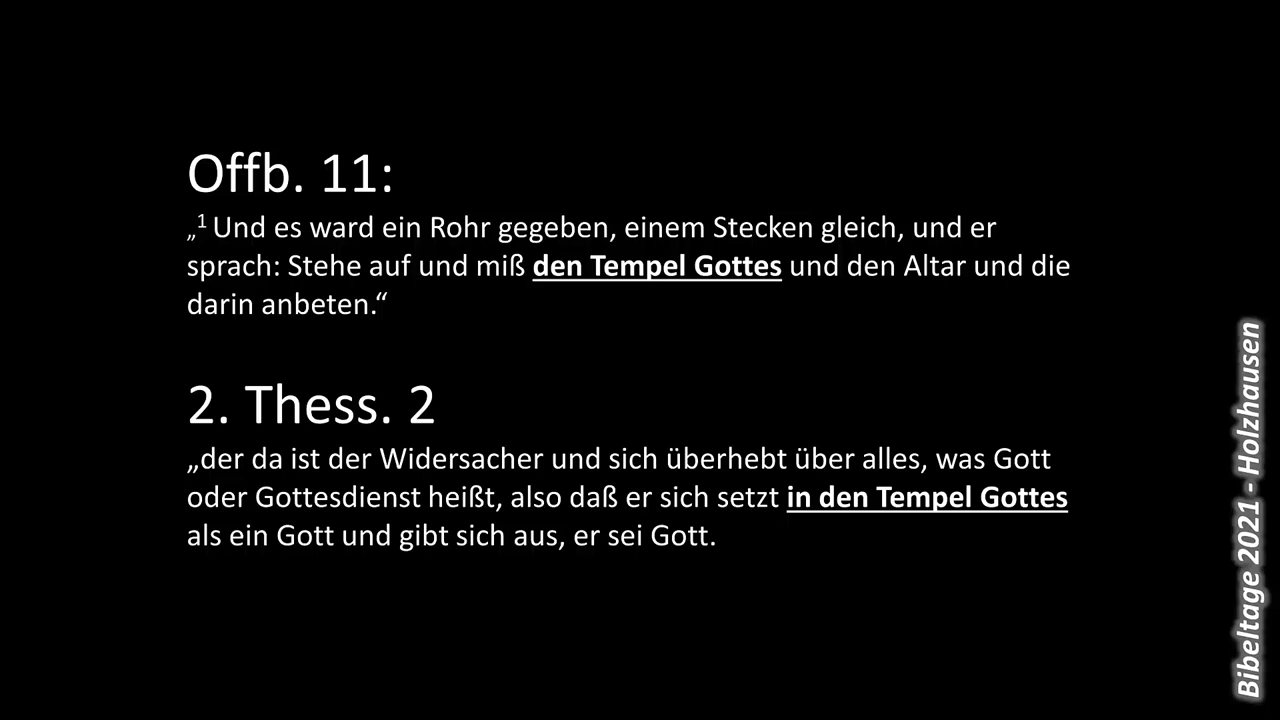 Offb. 11:
„¹ Und es ward ein Rohr gegeben, einem Stecken gleich, und er
sprach: Stehe auf und miß den Tempel Gottes und den Altar und die
darin anbeten.“
2. Thess. 2
„der da ist der Widersacher und sich überhebt über alles, was Gott
oder Gottesdienst heißt, also daß er sich setzt in den Tempel Gottes
als ein Gott und gibt sich aus, er sei Gott.
Bibeltage 2021 - Holzhausen